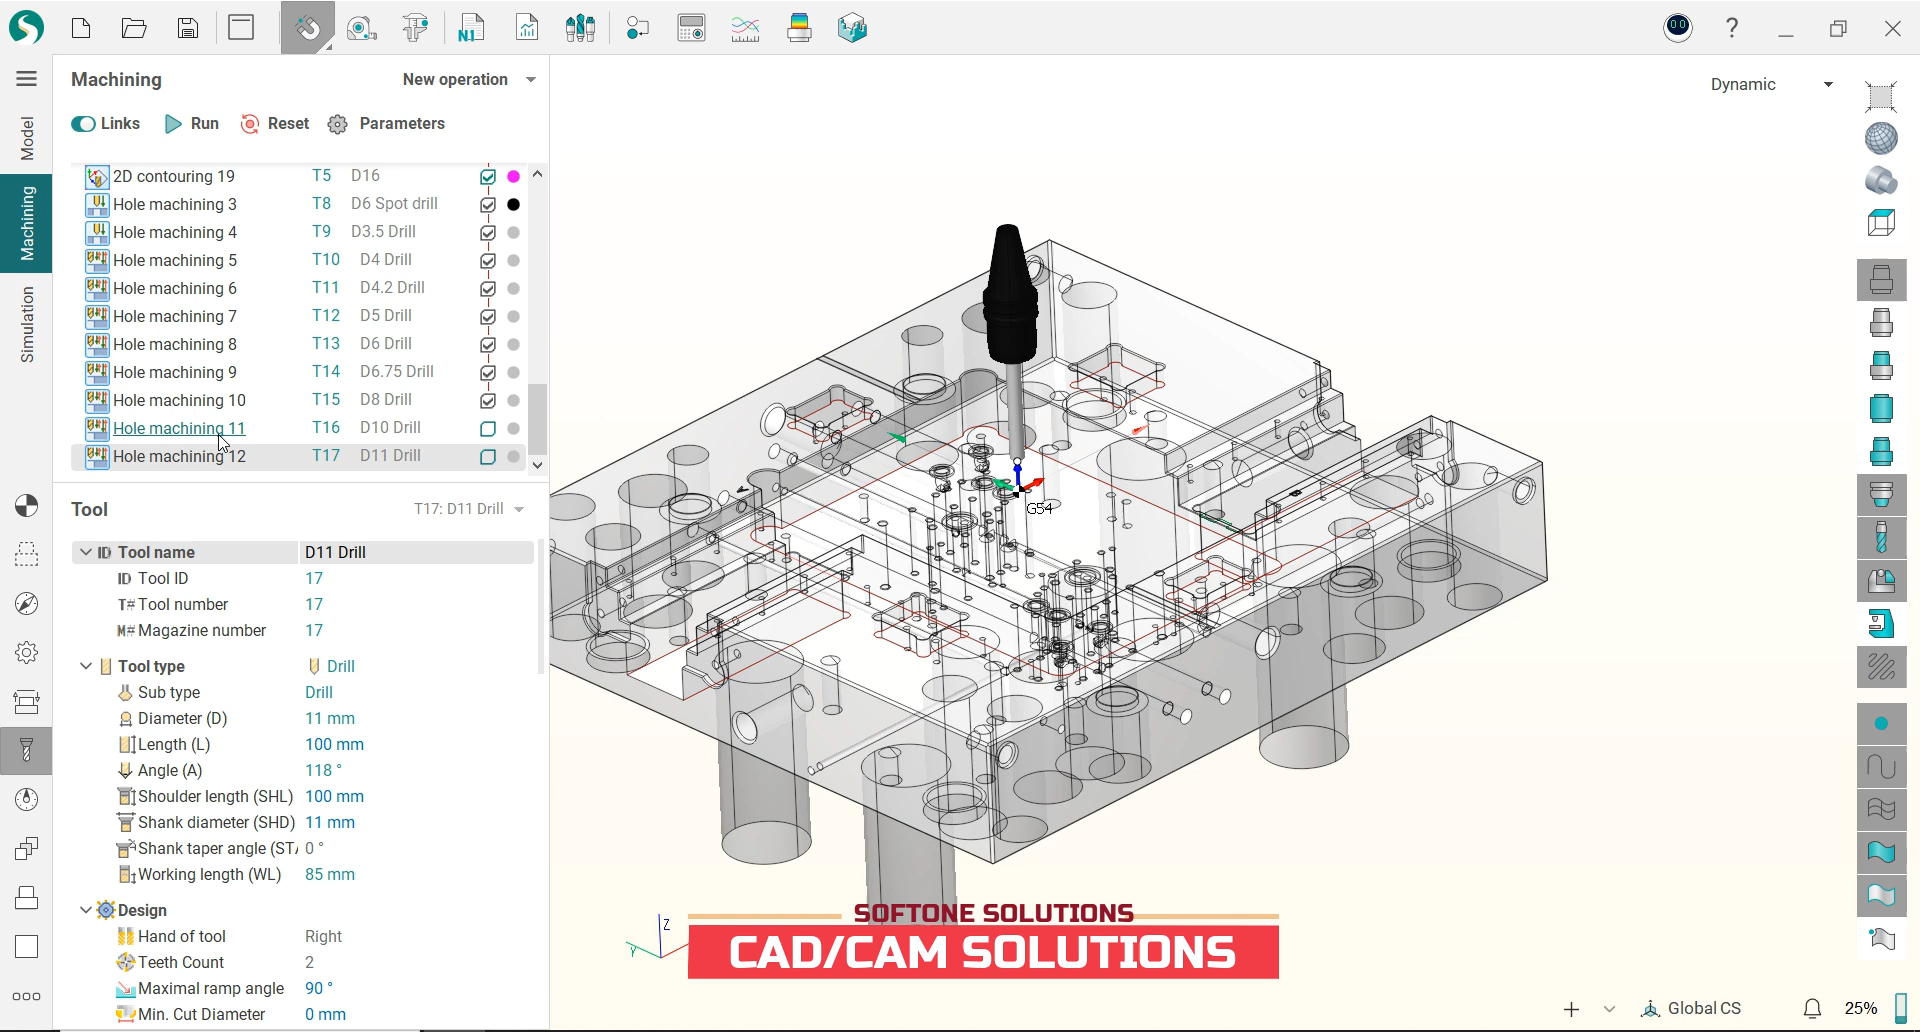 Machining
New operation
Links Run Reset Parameters
Model
Machining
Simulation
2D contouring 19 T5 D16
Hole machining 3 T8 D6 Spot drill
Hole machining 4 T9 D3.5 Drill
Hole machining 5 T10 D4 Drill
Hole machining 6 T11 D4.2 Drill
Hole machining 7 T12 D5 Drill
Hole machining 8 T13 D6 Drill
Hole machining 9 T14 D6.75 Drill
Hole machining 10 T15 D8 Drill
Hole machining 11 T16 D10 Drill
Hole machining 12 T17 D11 Drill
Tool T17: D11 Drill
ID Tool name D11 Drill
ID Tool ID 17
T# Tool number 17
M# Magazine number 17
Tool type Drill
Sub type Drill
Diameter (D) 11 mm
Length (L) 100 mm
Angle (A) 118 °
Shoulder length (SHL) 100 mm
Shank diameter (SHD) 11 mm
Shank taper angle (ST 0 °
Working length (WL) 85 mm
Design
Hand of tool Right
Teeth Count 2
Maximal ramp angle 90 °
Min. Cut Diameter 0 mm
N1
?
Dynamic
G54
Z
Y
SOFTONE SOLUTIONS
CAD/CAM SOLUTIONS
Global CS
25%